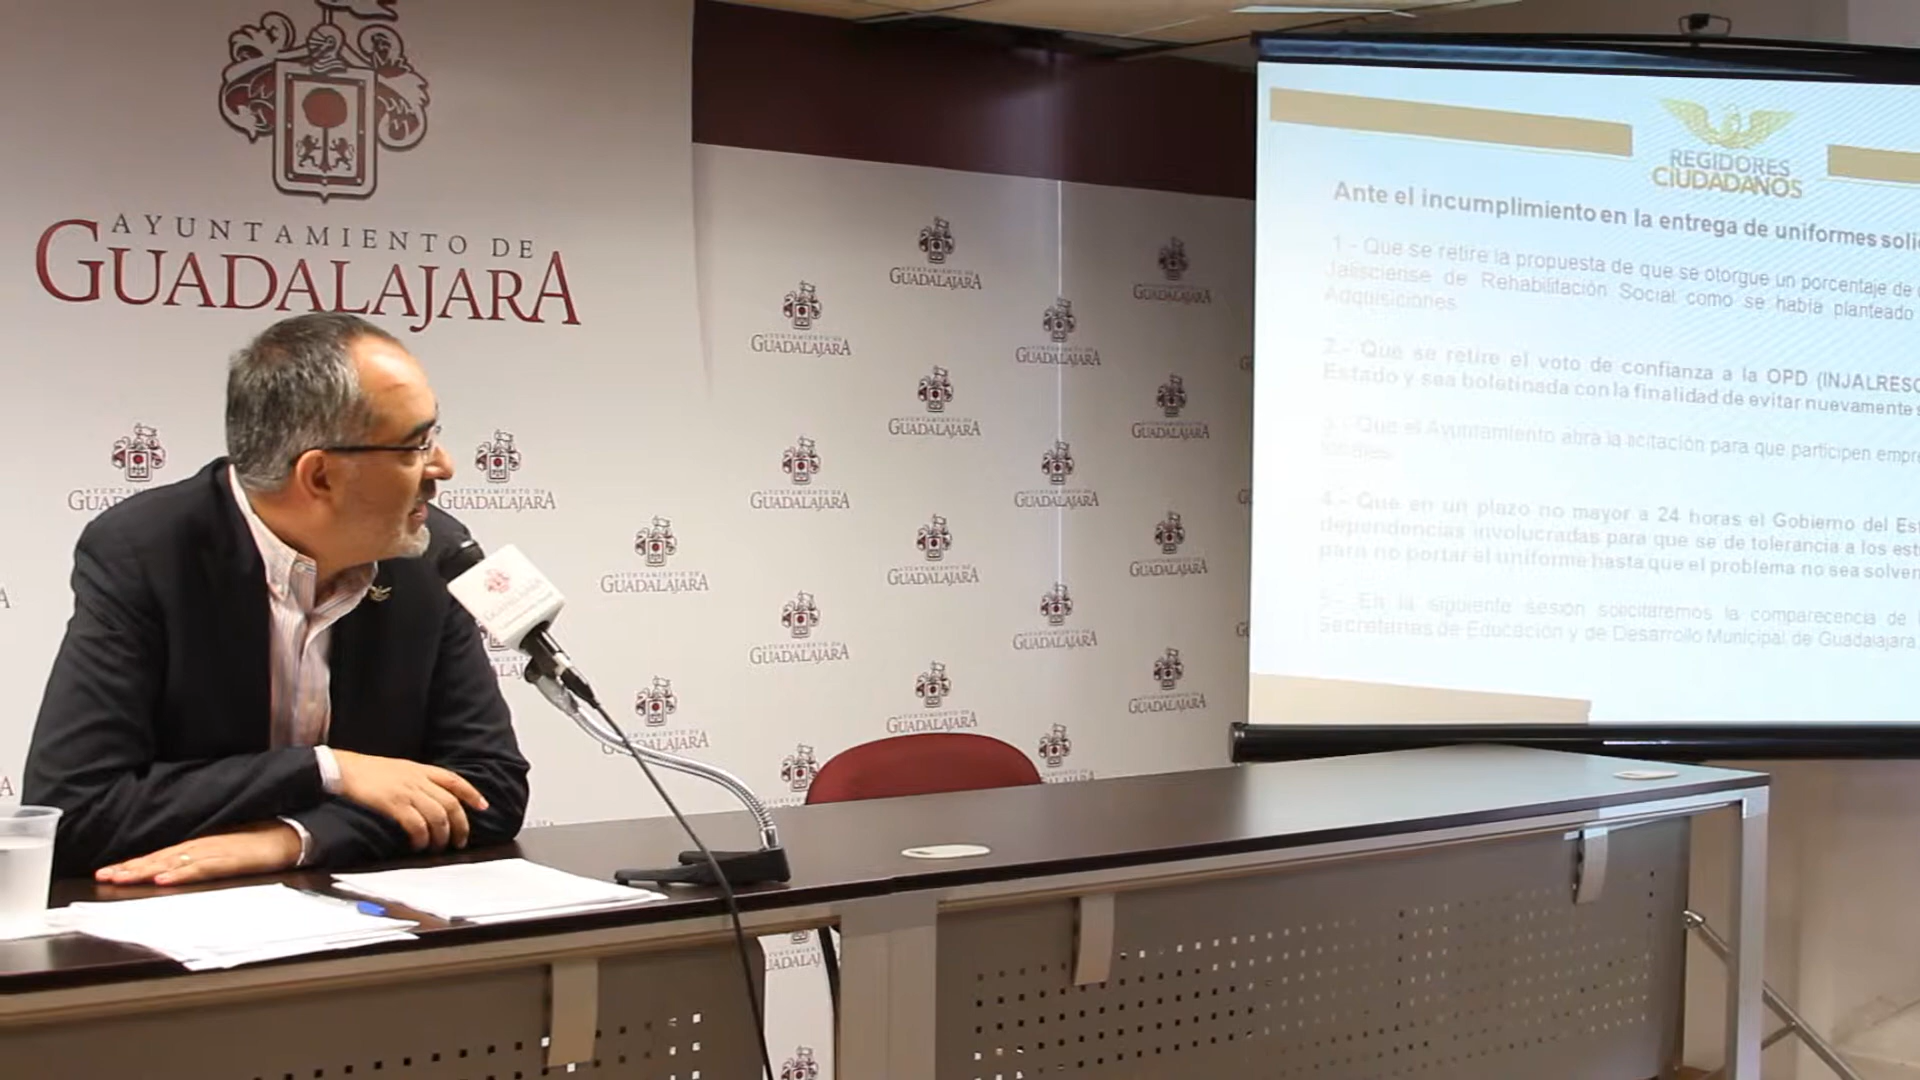 AYUNTAMIENTO DE
GUADALAJARA
REGIDORES
CIUDADANOS
Ante el incumplimiento en la entrega de uniformes
1.- Que se retire la propuesta de que se otorgue un porcentaje de
Jalisciense de Rehabilitación Social como se había planteado
Adquisiciones.
2.- Que se retire el voto de confianza a la OPD (INJALRESO
Estado y sea boletinada con la finalidad de evitar nuevamente
3.- Que el Ayuntamiento abra la licitación para que participen
4.- Que en un plazo no mayor a 24 horas el Gobierno del
dependencias involucradas para que se de tolerancia a los
para no portar el uniforme hasta que el problema no sea
5.- En la siguiente sesión solicitaremos la comparecencia de
Secretarías de Educación y de Desarrollo Municipal de Guadalajara
AYUNTAMIENTO DE
GUADALAJARA